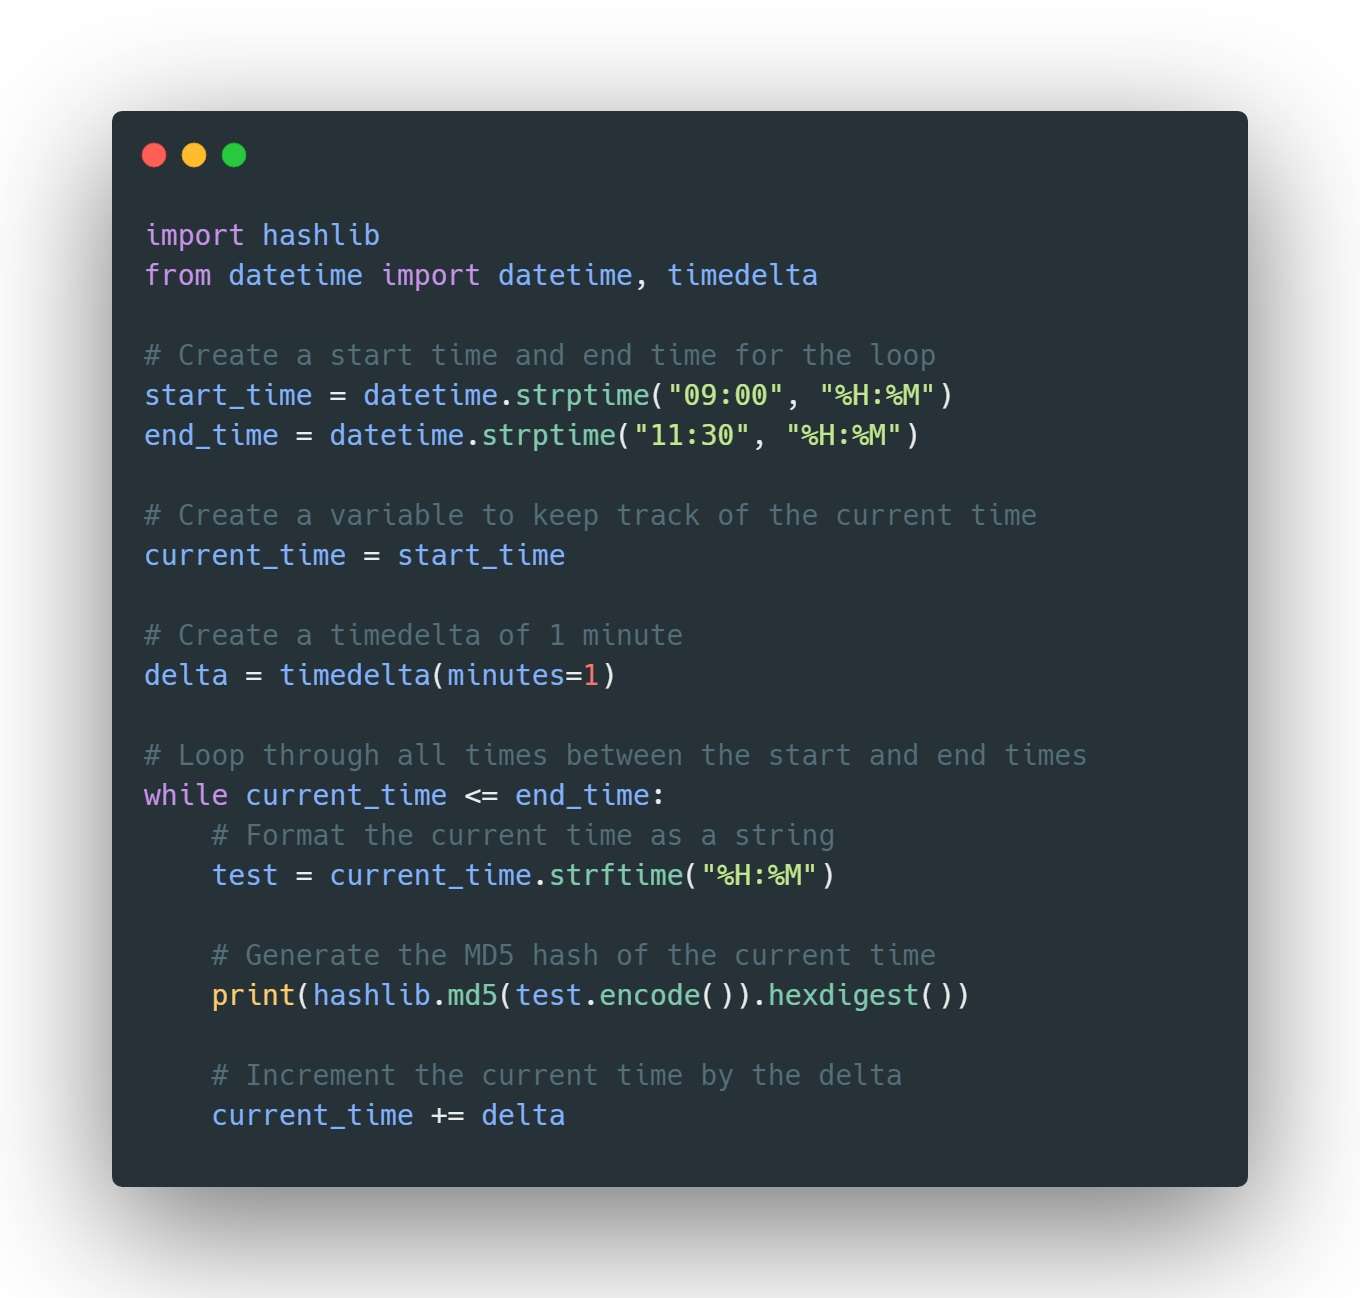 import hashlib
from datetime import datetime, timedelta

# Create a start time and end time for the loop
start_time = datetime.strptime("09:00", "%H:%M")
end_time = datetime.strptime("11:30", "%H:%M")

# Create a variable to keep track of the current time
current_time = start_time

# Create a timedelta of 1 minute
delta = timedelta(minutes=1)

# Loop through all times between the start and end times
while current_time <= end_time:
    # Format the current time as a string
    test = current_time.strftime("%H:%M")

    # Generate the MD5 hash of the current time
    print(hashlib.md5(test.encode()).hexdigest())

    # Increment the current time by the delta
    current_time += delta